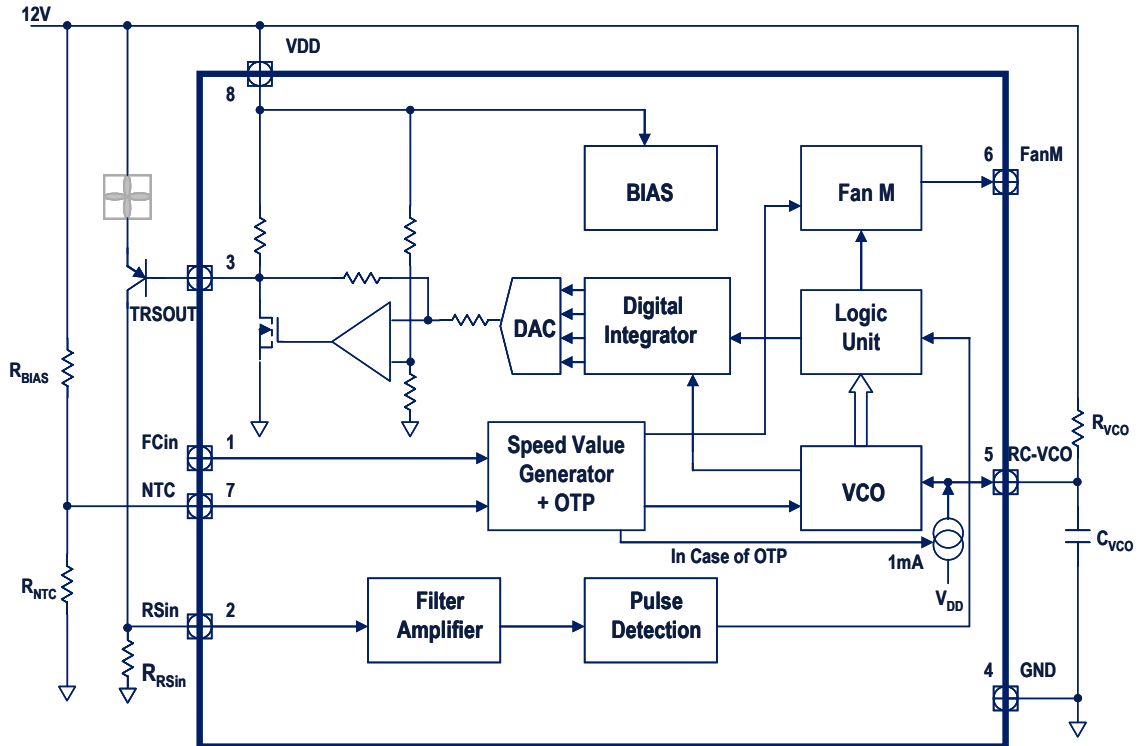 12V
VDD
8
BIAS
Fan M
6
FanM
3
TRSOUT
DAC
Digital
Integrator
Logic
Unit
RBIAS
RVCO
FCin
1
Speed Value
Generator
+ OTP
NTC
7
VCO
5
RC-VCO
In Case of OTP
1mA
CVCO
VDD
RNTC
RSin
2
Filter
Amplifier
Pulse
Detection
RRSin
4
GND